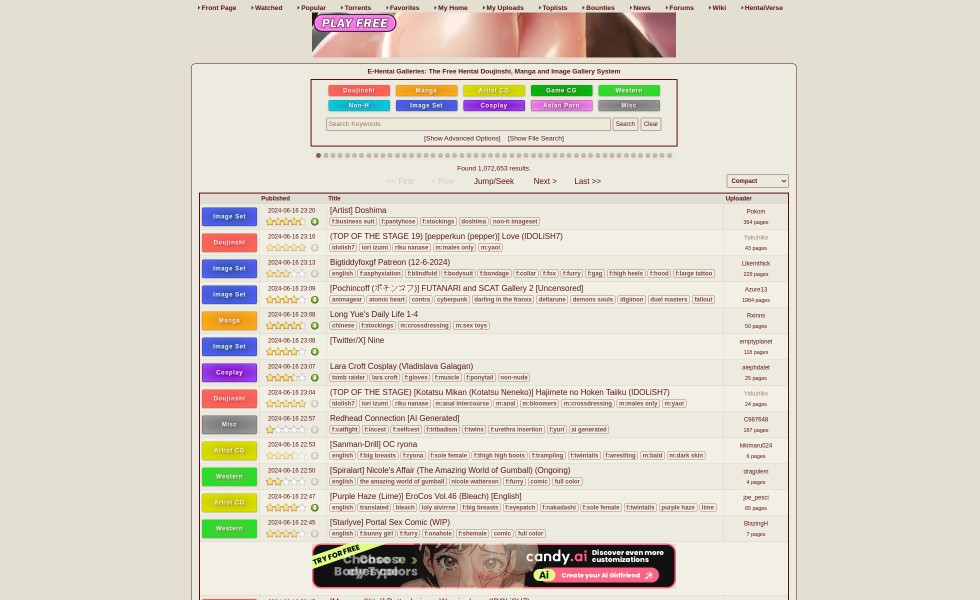 Front Page Watched Popular Torrents Favorites My Home My Uploads Toplists Bounties News Forums Wiki HentaiVerse
PLAY FREE
E-Hentai Galleries: The Free Hentai Doujinshi, Manga and Image Gallery System
Doujinshi Manga Artist CG Game CG Western
Non-H Image Set Cosplay Asian Porn Misc
Search Keywords Search Clear
[Show Advanced Options] [Show File Search]
Found 1,072,653 results.
<< First < Prev Jump/Seek Next > Last >> Compact
Published Title Uploader
Image Set 2024-06-16 23:20 [Artist] Doshima Pokom
f:business suit f:pantyhose f:stockings doshima non-h imageset 364 pages
Doujinshi 2024-06-16 23:16 (TOP OF THE STAGE 19) [pepperkun (pepper)] Love (IDOLiSH7) Yakuhiko
idolish7 iori izumi riku nanase m:males only m:yaoi 43 pages
Image Set 2024-06-16 23:13 Bigtiddyfoxgf Patreon (12-6-2024) Likemthick
english f:asphyxiation f:blindfold f:bodysuit f:bondage f:collar f:fox f:furry f:gag f:high heels f:hood f:large tattoo 229 pages
Image Set 2024-06-16 23:09 [Pochincoff (ポチンコフ)] FUTANARI and SCAT Gallery 2 [Uncensored] Azure13
animagear atomic heart contra cyberpunk darling in the franxx deltarune demons souls digimon duel masters fallout 1984 pages
Manga 2024-06-16 23:08 Long Yue's Daily Life 1-4 Rxinns
chinese f:stockings m:crossdressing m:sex toys 50 pages
Image Set 2024-06-16 23:08 [Twitter/X] Nine emptyplanet
118 pages
Cosplay 2024-06-16 23:07 Lara Croft Cosplay (Vladislava Galagan) alephdalet
tomb raider lara croft f:gloves f:muscle f:ponytail non-nude 25 pages
Doujinshi 2024-06-16 23:04 (TOP OF THE STAGE) [Kotatsu Mikan (Kotatsu Neneko)] Hajimete no Hoken Taiiku (IDOLiSH7) Yakuhiko
idolish7 iori izumi riku nanase m:anal intercourse m:anal m:bloomers m:crossdressing m:males only m:yaoi 24 pages
Misc 2024-06-16 22:57 Redhead Connection [AI Generated] C987648
f:catfight f:incest f:selfcest f:tribadism f:twins f:urethra insertion f:yuri ai generated 187 pages
Artist CG 2024-06-16 22:53 [Sanman-Drill] OC ryona kikimaru024
english f:big breasts f:ryona f:sole female f:thigh high boots f:trampling f:twintails f:wrestling m:bald m:dark skin 6 pages
Western 2024-06-16 22:50 [Spiralart] Nicole's Affair (The Amazing World of Gumball) (Ongoing) dragolem
english the amazing world of gumball nicole watterson f:furry comic full color 4 pages
Artist CG 2024-06-16 22:47 [Purple Haze (Lime)] EroCos Vol.46 (Bleach) [English] joe_pesci
english translated bleach loly aivirrne f:big breasts f:eyepatch f:nakadashi f:sole female f:twintails purple haze lime 65 pages
Western 2024-06-16 22:45 [Starlyve] Portal Sex Comic (WIP) BlazingH
english f:bunny girl f:furry f:onahole f:shemale comic full color 7 pages
TRY FOR FREE
candy.ai Discover even more customizations
Ai Create your AI Girlfriend